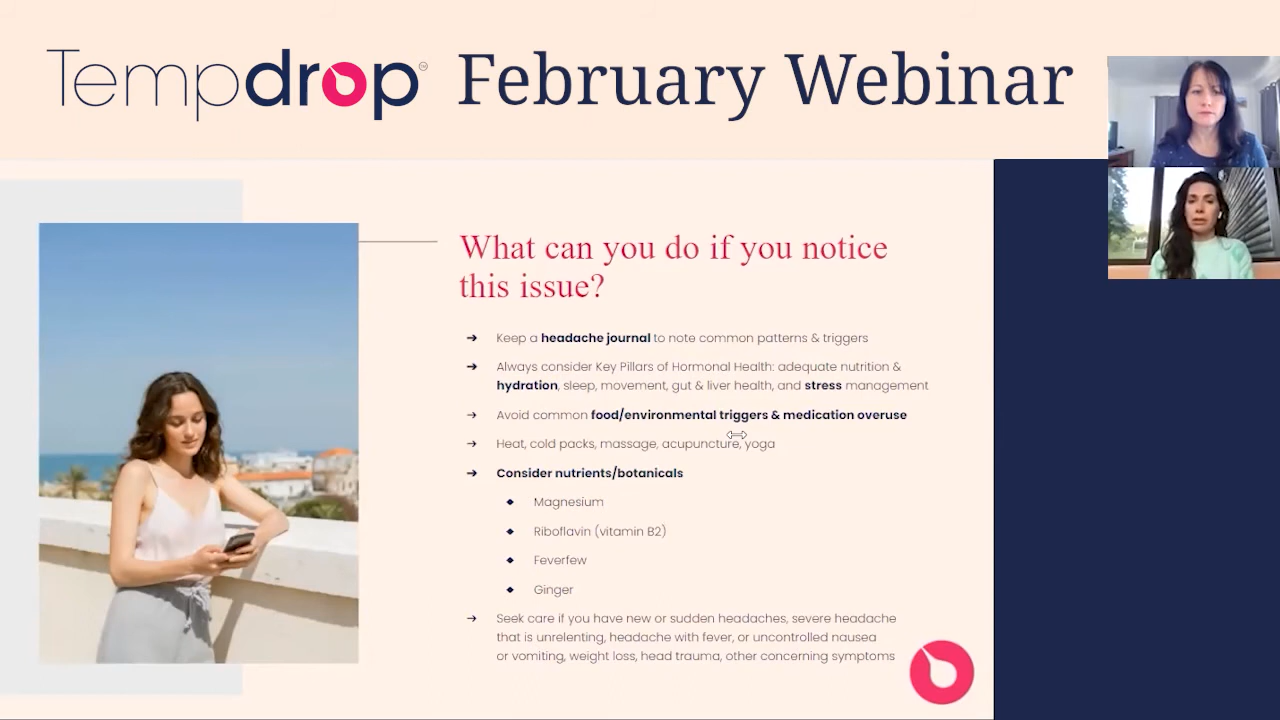 Tempdrop™ February Webinar
What can you do if you notice
this issue?
➔ Keep a headache journal to note common patterns & triggers
➔ Always consider Key Pillars of Hormonal Health: adequate nutrition &
hydration, sleep, movement, gut & liver health, and stress management
➔ Avoid common food/environmental triggers & medication overuse
➔ Heat, cold packs, massage, acupuncture, yoga
➔ Consider nutrients/botanicals
◆ Magnesium
◆ Riboflavin (vitamin B2)
◆ Feverfew
◆ Ginger
➔ Seek care if you have new or sudden headaches, severe headache
that is unrelenting, headache with fever, or uncontrolled nausea
or vomiting, weight loss, head trauma, other concerning symptoms